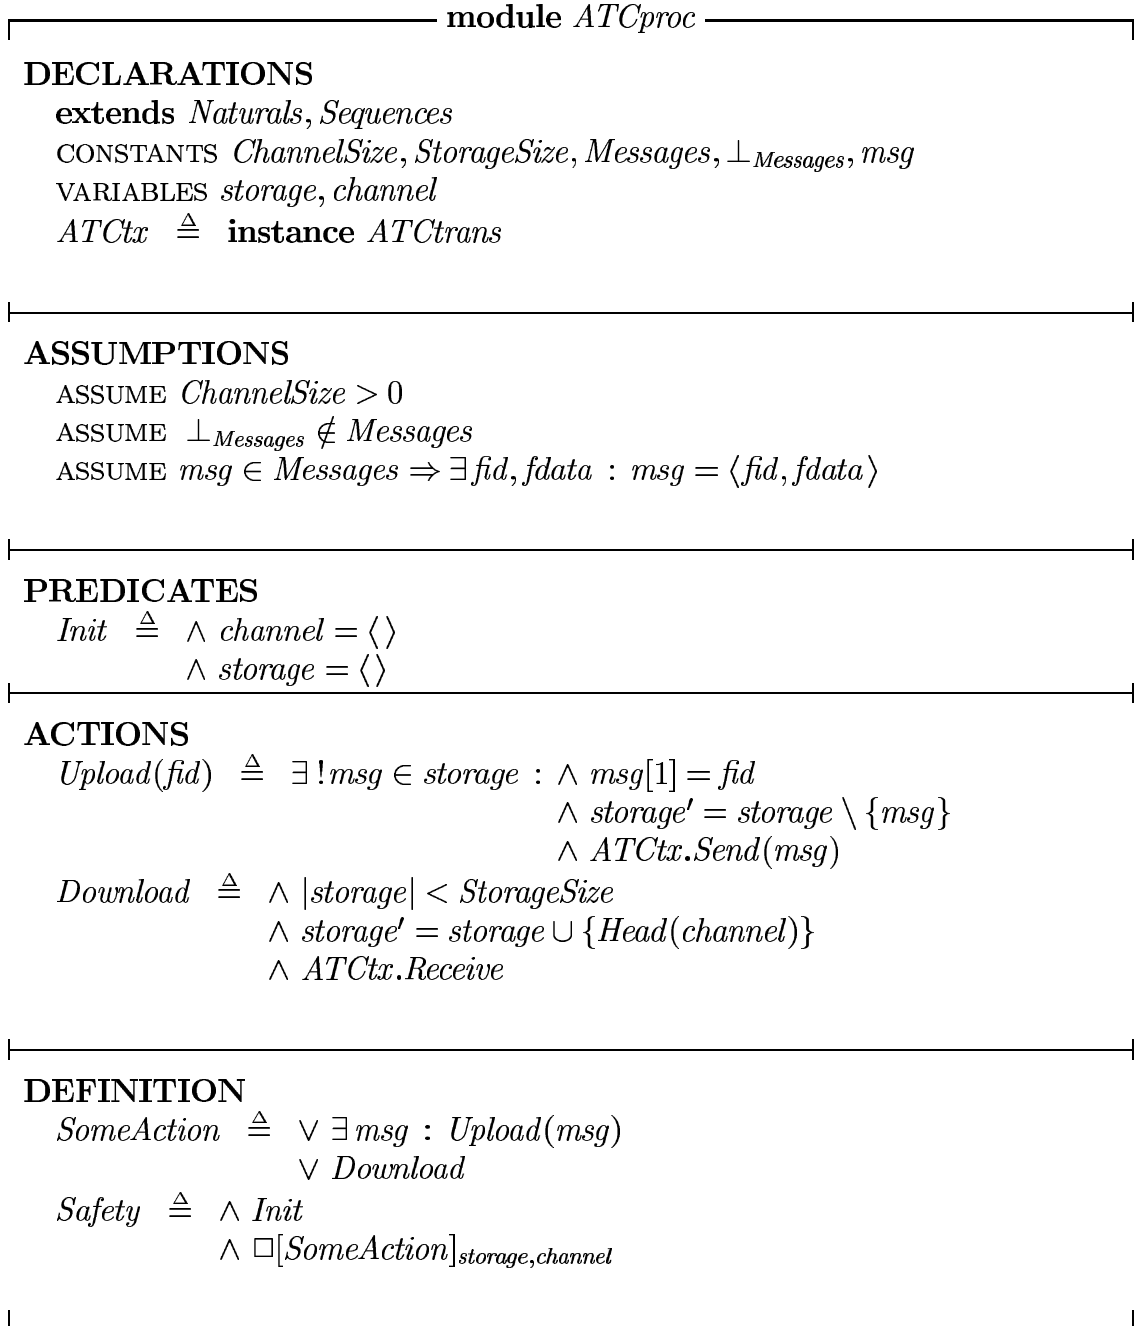 module ATCproc
DECLARATIONS
extends Naturals, Sequences
CONSTANTS ChannelSize, StorageSize, Messages, ⊥Messages, msg
VARIABLES storage, channel
ATCtx ≜ instance ATCtrans
ASSUMPTIONS
ASSUME ChannelSize > 0
ASSUME ⊥Messages ∉ Messages
ASSUME msg ∈ Messages ⇒ ∃ fid, fdata : msg = ⟨fid, fdata⟩
PREDICATES
Init ≜ ∧ channel = ⟨⟩
∧ storage = ⟨⟩
ACTIONS
Upload(fid) ≜ ∃ ! msg ∈ storage : ∧ msg[1] = fid
∧ storage′ = storage \ {msg}
∧ ATCtx.Send(msg)
Download ≜ ∧ |storage| < StorageSize
∧ storage′ = storage ∪ {Head(channel)}
∧ ATCtx.Receive
DEFINITION
SomeAction ≜ ∨ ∃ msg : Upload(msg)
∨ Download
Safety ≜ ∧ Init
∧ □[SomeAction]storage,channel